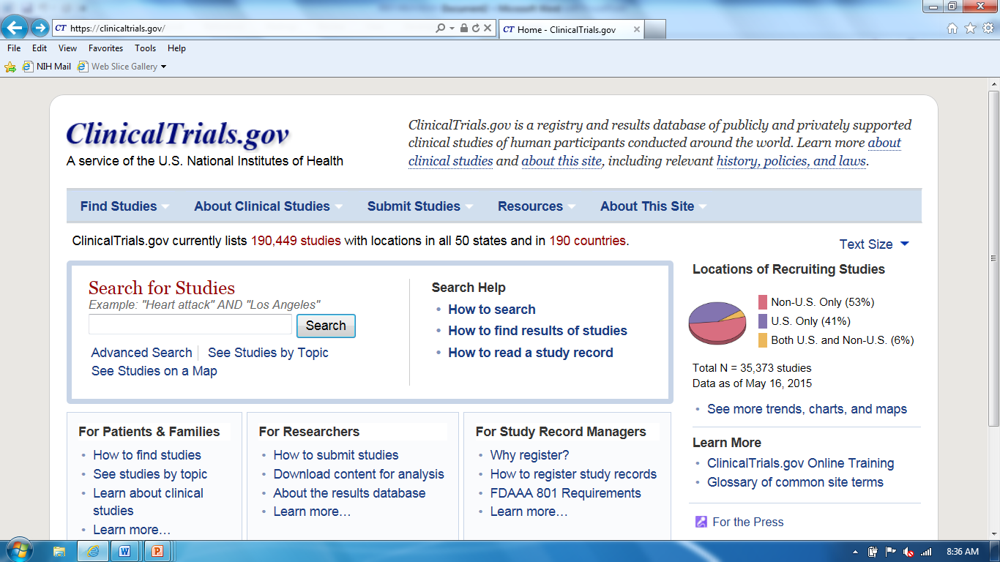 CT https://clinicaltrials.gov/
CT Home - ClinicalTrials.gov
File Edit View Favorites Tools Help
NIH Mail Web Slice Gallery
ClinicalTrials.gov
A service of the U.S. National Institutes of Health
ClinicalTrials.gov is a registry and results database of publicly and privately supported
clinical studies of human participants conducted around the world. Learn more about
clinical studies and about this site, including relevant history, policies, and laws.
Find Studies About Clinical Studies Submit Studies Resources About This Site
ClinicalTrials.gov currently lists 190,449 studies with locations in all 50 states and in 190 countries.
Text Size
Search for Studies
Example: "Heart attack" AND "Los Angeles"
Search
Advanced Search See Studies by Topic
See Studies on a Map
Search Help
• How to search
• How to find results of studies
• How to read a study record
Locations of Recruiting Studies
Non-U.S. Only (53%)
U.S. Only (41%)
Both U.S. and Non-U.S. (6%)
Total N = 35,373 studies
Data as of May 16, 2015
• See more trends, charts, and maps
Learn More
• ClinicalTrials.gov Online Training
• Glossary of common site terms
For the Press
For Patients & Families
• How to find studies
• See studies by topic
• Learn about clinical
studies
• Learn more…
For Researchers
• How to submit studies
• Download content for analysis
• About the results database
• Learn more…
For Study Record Managers
• Why register?
• How to register study records
• FDAAA 801 Requirements
• Learn more…
8:36 AM